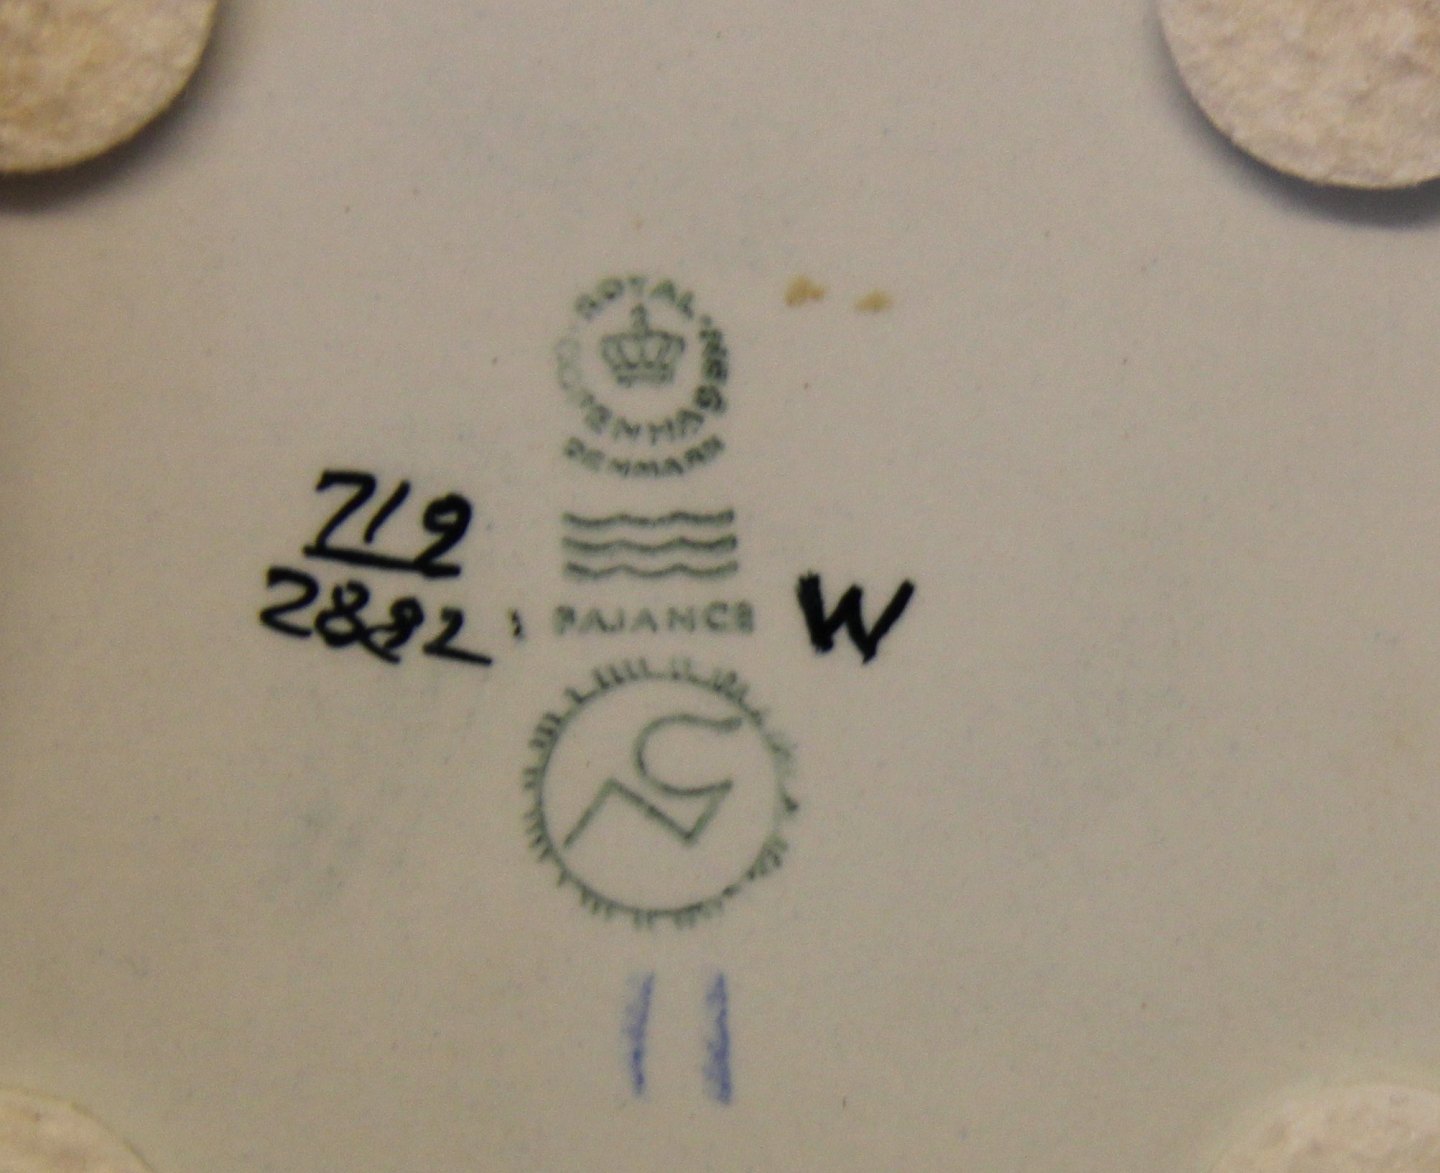 ROYAL COPENHAGEN
DENMARK
719
2882
FAJANCE
W